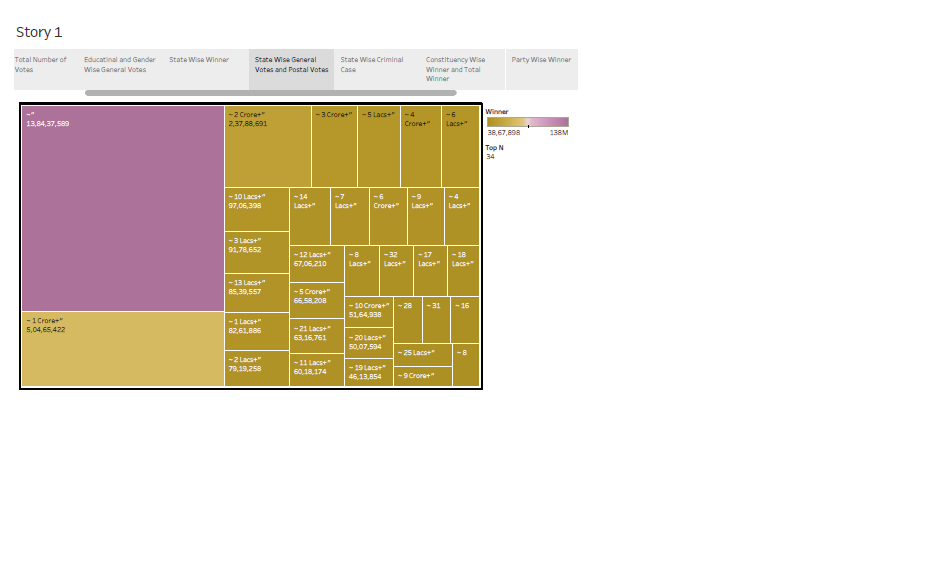 Story 1
Total Number of
Votes
Educatinal and Gender
Wise General Votes
State Wise Winner
State Wise General
Votes and Postal Votes
State Wise Criminal
Case
Constituency Wise
Winner and Total
Winner
Party Wise Winner
~"
13,84,37,589
~ 1 Crore+"
5,04,65,422
~ 2 Crore+"
2,37,88,691
~ 3 Crore+"
~ 5 Lacs+"
~ 4
Crore+"
~ 6
Lacs+"
~ 10 Lacs+"
97,06,398
~ 14
Lacs+"
~ 7
Lacs+"
~ 6
Crore+"
~ 9
Lacs+"
~ 4
Lacs+"
~ 3 Lacs+"
91,78,652
~ 13 Lacs+"
85,39,557
~ 1 Lacs+"
82,61,886
~ 2 Lacs+"
79,19,258
~ 12 Lacs+"
67,06,210
~ 5 Crore+"
66,58,208
~ 21 Lacs+"
63,16,761
~ 11 Lacs+"
60,18,174
~ 8
Lacs+"
~ 32
Lacs+"
~ 17
Lacs+"
~ 18
Lacs+"
~ 10 Crore+"
51,64,938
~ 20 Lacs+"
50,07,594
~ 19 Lacs+"
46,13,854
~ 28
~ 31
~ 16
~ 25 Lacs+"
~ 9 Crore+"
~ 8
Winner
38,67,898
138M
Top N
34